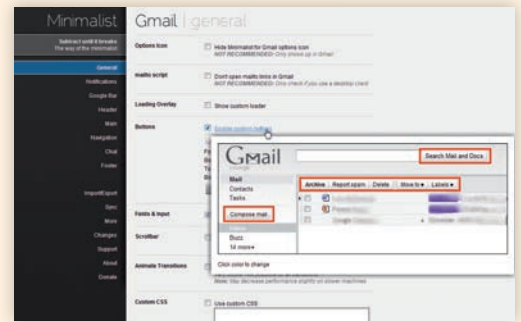 Minimalist
Subtract until it breaks
The way of the minimalist
General
Notifications
Google Bar
Header
Main
Navigation
Chat
Footer
Import/Export
Sync
More
Changes
Support
About
Donate
Gmail | general
Options Icon
Hide Minimalist for Gmail options icon
NOT RECOMMENDED: Only shows up in Gmail
mailto script
Don't open mailto links in Gmail
NOT RECOMMENDED: Only check if you use a desktop client
Loading Overlay
Show custom loader
Buttons
Enable custom buttons
Fonts & Input
Scrollbar
Animate Transitions
Note: May decrease performance slightly on slower machines
Custom CSS
Use custom CSS
Gmail
Search Mail and Docs
Mail
Contacts
Tasks
Compose mail
Inbox
Buzz
14 more
Archive
Report spam
Delete
Move to
Labels
Google
Click color to change